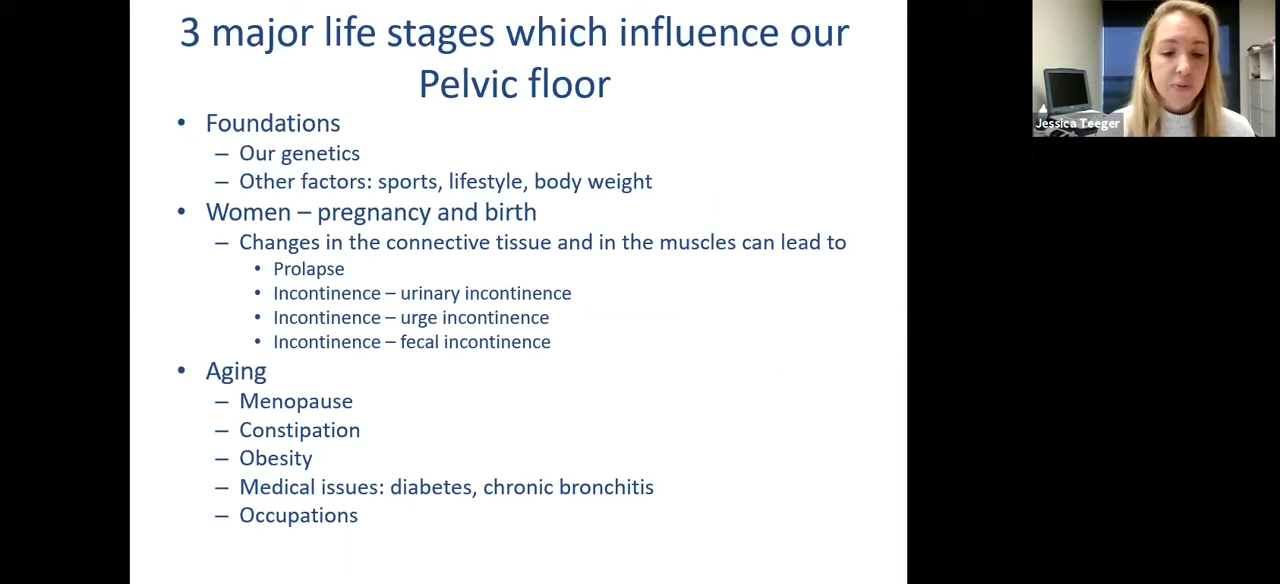 3 major life stages which influence our
Pelvic floor
• Foundations
– Our genetics
– Other factors: sports, lifestyle, body weight
• Women – pregnancy and birth
– Changes in the connective tissue and in the muscles can lead to
• Prolapse
• Incontinence – urinary incontinence
• Incontinence – urge incontinence
• Incontinence – fecal incontinence
• Aging
– Menopause
– Constipation
– Obesity
– Medical issues: diabetes, chronic bronchitis
– Occupations
Jessica Teeger